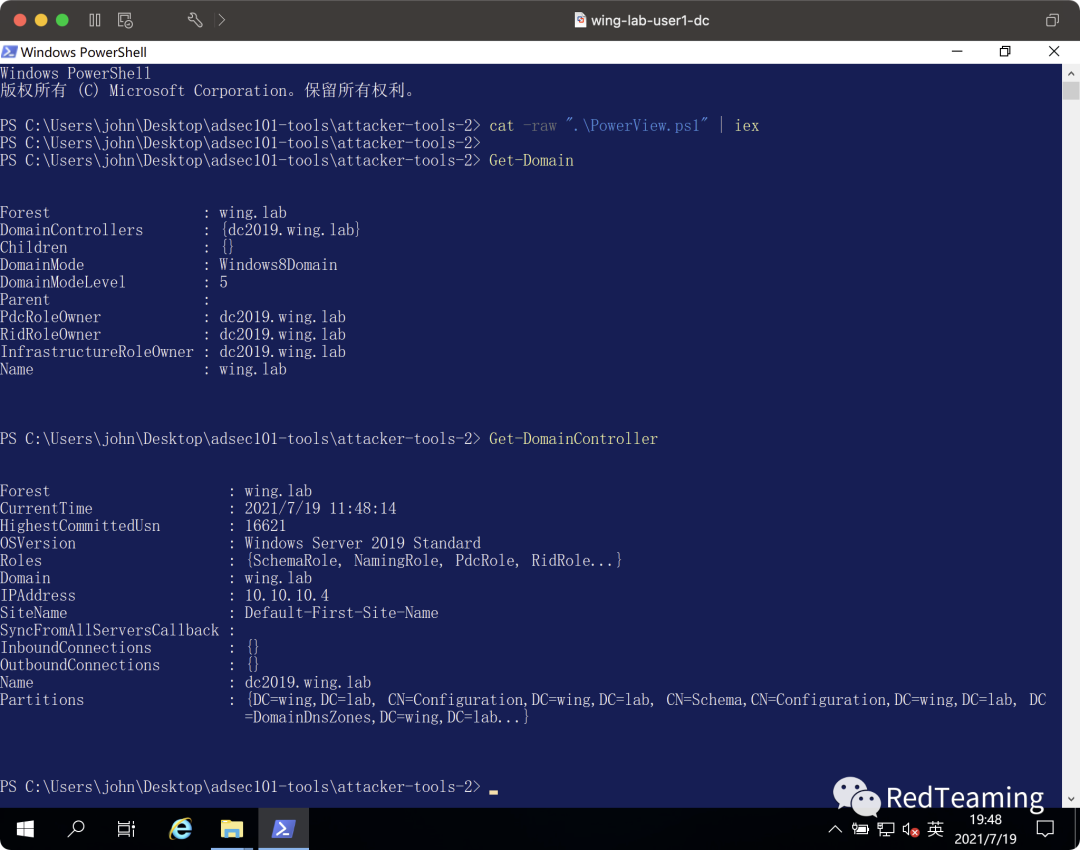 wing-lab-user1-dc
Windows PowerShell
Windows PowerShell
版权所有 (C) Microsoft Corporation。保留所有权利。
PS C:\Users\john\Desktop\adsec101-tools\attacker-tools-2> cat -raw ".\PowerView.ps1" | iex
PS C:\Users\john\Desktop\adsec101-tools\attacker-tools-2>
PS C:\Users\john\Desktop\adsec101-tools\attacker-tools-2> Get-Domain
Forest : wing.lab
DomainControllers : {dc2019.wing.lab}
Children : {}
DomainMode : Windows8Domain
DomainModeLevel : 5
Parent :
PdcRoleOwner : dc2019.wing.lab
RidRoleOwner : dc2019.wing.lab
InfrastructureRoleOwner : dc2019.wing.lab
Name : wing.lab
PS C:\Users\john\Desktop\adsec101-tools\attacker-tools-2> Get-DomainController
Forest : wing.lab
CurrentTime : 2021/7/19 11:48:14
HighestCommittedUsn : 16621
OSVersion : Windows Server 2019 Standard
Roles : {SchemaRole, NamingRole, PdcRole, RidRole...}
Domain : wing.lab
IPAddress : 10.10.10.4
SiteName : Default-First-Site-Name
SyncFromAllServersCallback :
InboundConnections : {}
OutboundConnections : {}
Name : dc2019.wing.lab
Partitions : {DC=wing,DC=lab, CN=Configuration,DC=wing,DC=lab, CN=Schema,CN=Configuration,DC=wing,DC=lab, DC
=DomainDnsZones,DC=wing,DC=lab...}
PS C:\Users\john\Desktop\adsec101-tools\attacker-tools-2>
RedTeaming
英
19:48
2021/7/19